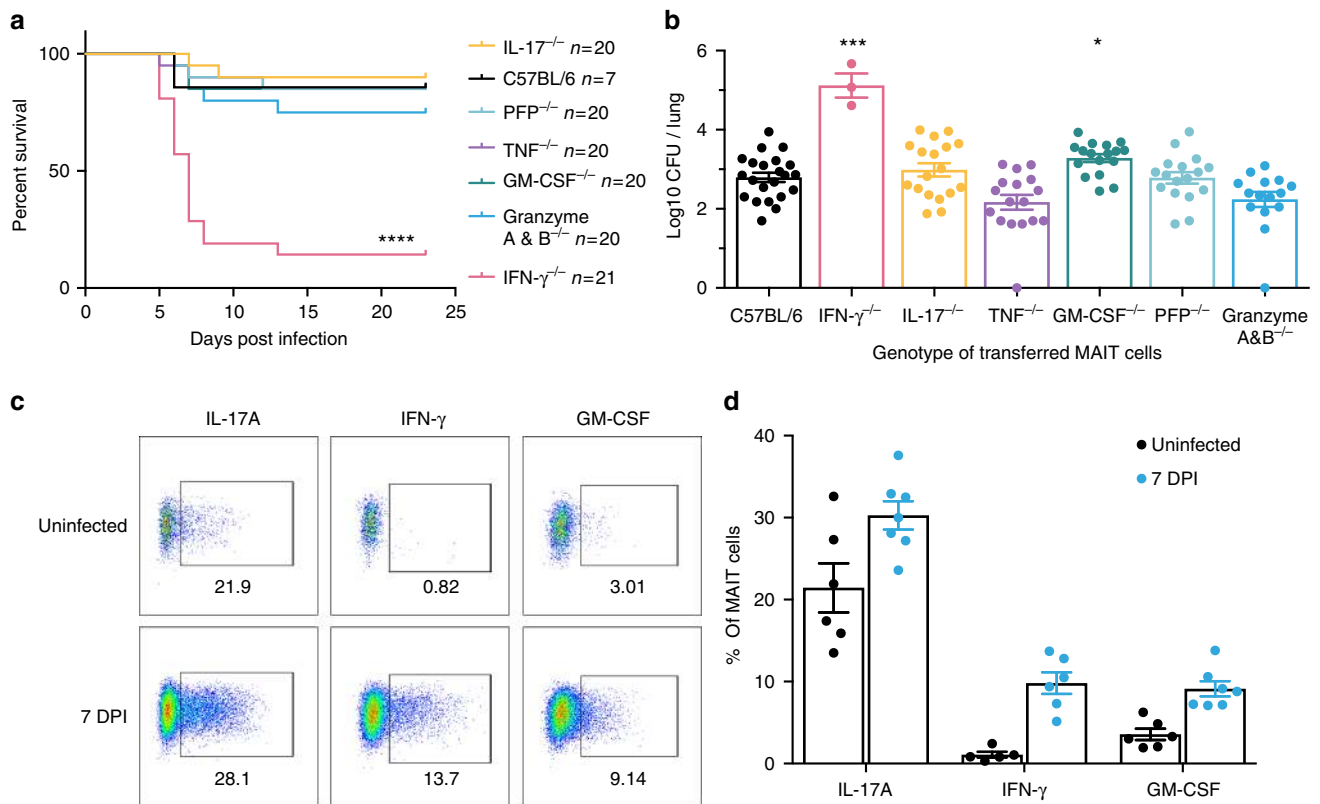 a
Percent survival
100
50
0
0 5 10 15 20 25
Days post infection
****
IL-17–/– n=20
C57BL/6 n=7
PFP–/– n=20
TNF–/– n=20
GM-CSF–/– n=20
Granzyme
A & B–/– n=20
IFN-γ–/– n=21
b
Log10 CFU / lung
6
4
2
0
***
*
C57BL/6 IFN-γ–/– IL-17–/– TNF–/– GM-CSF–/– PFP–/– Granzyme
A&B–/–
Genotype of transferred MAIT cells
c
IL-17A IFN-γ GM-CSF
Uninfected
21.9 0.82 3.01
7 DPI
28.1 13.7 9.14
d
% Of MAIT cells
40
30
20
10
0
Uninfected
7 DPI
IL-17A IFN-γ GM-CSF